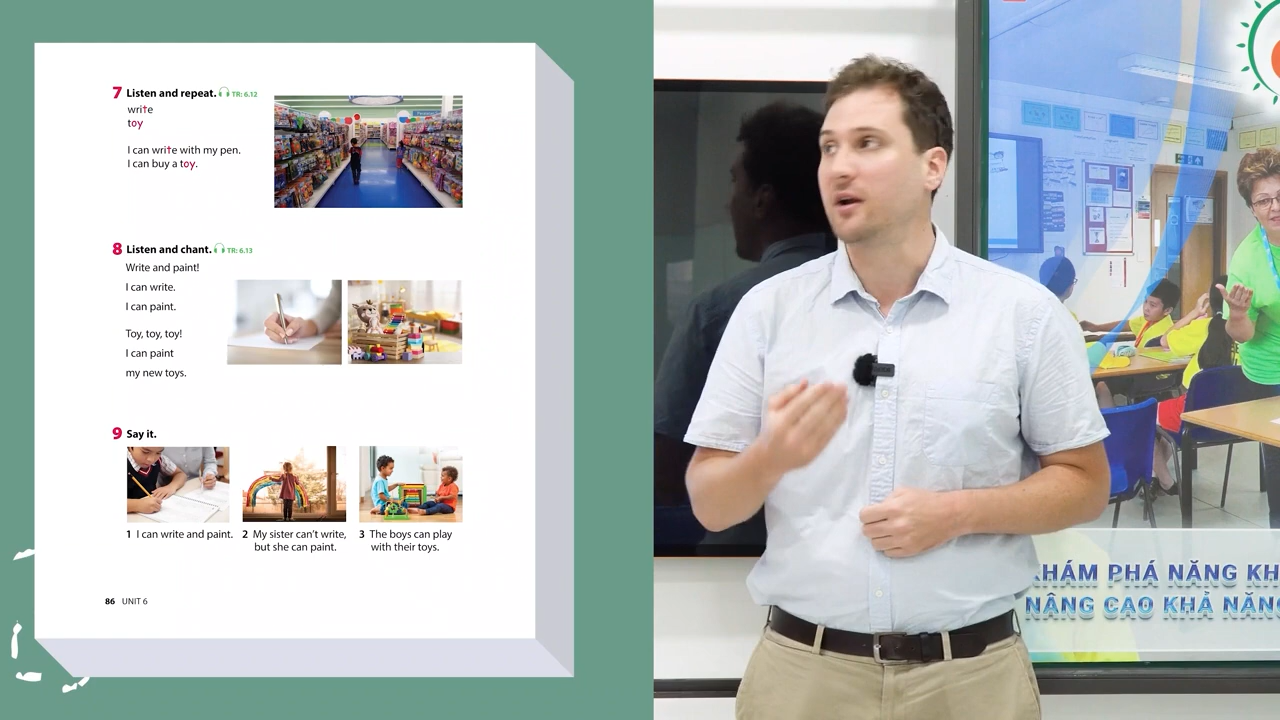 7 Listen and repeat. TR: 6.12
write
toy
I can write with my pen.
I can buy a toy.
8 Listen and chant. TR: 6.13
Write and paint!
I can write.
I can paint.
Toy, toy, toy!
I can paint
my new toys.
9 Say it.
1 I can write and paint.
2 My sister can't write,
but she can paint.
3 The boys can play
with their toys.
86 UNIT 6
KHÁM PHÁ NĂNG KH
NÂNG CAO KHẢ NĂNG